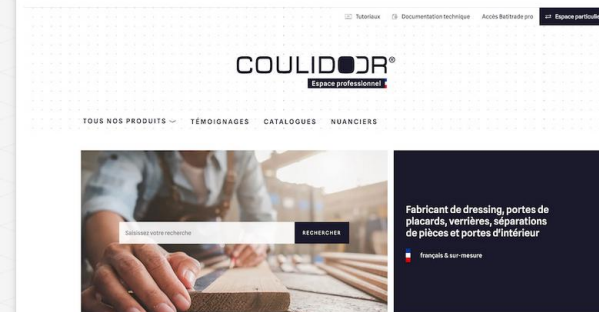 Tutoriaux Documentation technique Accès Batitrade pro Espace particulie
COULIDOOR®
Espace professionnel
TOUS NOS PRODUITS TÉMOIGNAGES CATALOGUES NUANCIERS
Saisissez votre recherche RECHERCHER
Fabricant de dressing, portes de
placards, verrières, séparations
de pièces et portes d'intérieur
français & sur-mesure